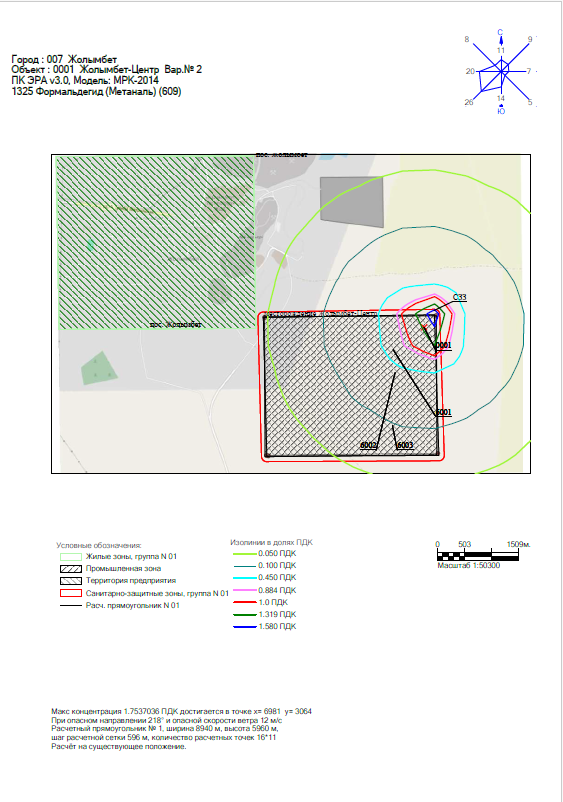 Город : 007 Жолымбет
Объект : 0001 Жолымбет-Центр Вар.№ 2
ПК ЭРА v3.0, Модель: МРК-2014
1325 Формальдегид (Метаналь) (609)
С
8
11
9
20
7
26
14
5
Ю
пос. Жолымбет
пос. Жолымбет
Жолымбет-Центр
СЗЗ
0001
6001
6002
6003
Условные обозначения:
Жилые зоны, группа N 01
Промышленная зона
Территория предприятия
Санитарно-защитные зоны, группа N 01
Расч. прямоугольник N 01
Изолинии в долях ПДК
0.050 ПДК
0.100 ПДК
0.450 ПДК
0.884 ПДК
1.0 ПДК
1.319 ПДК
1.580 ПДК
0 503 1509м.
Масштаб 1:50300
Макс концентрация 1.7537036 ПДК достигается в точке x= 6981 y= 3064
При опасном направлении 218° и опасной скорости ветра 12 м/с
Расчетный прямоугольник № 1, ширина 8940 м, высота 5960 м,
шаг расчетной сетки 596 м, количество расчетных точек 16*11
Расчёт на существующее положение.